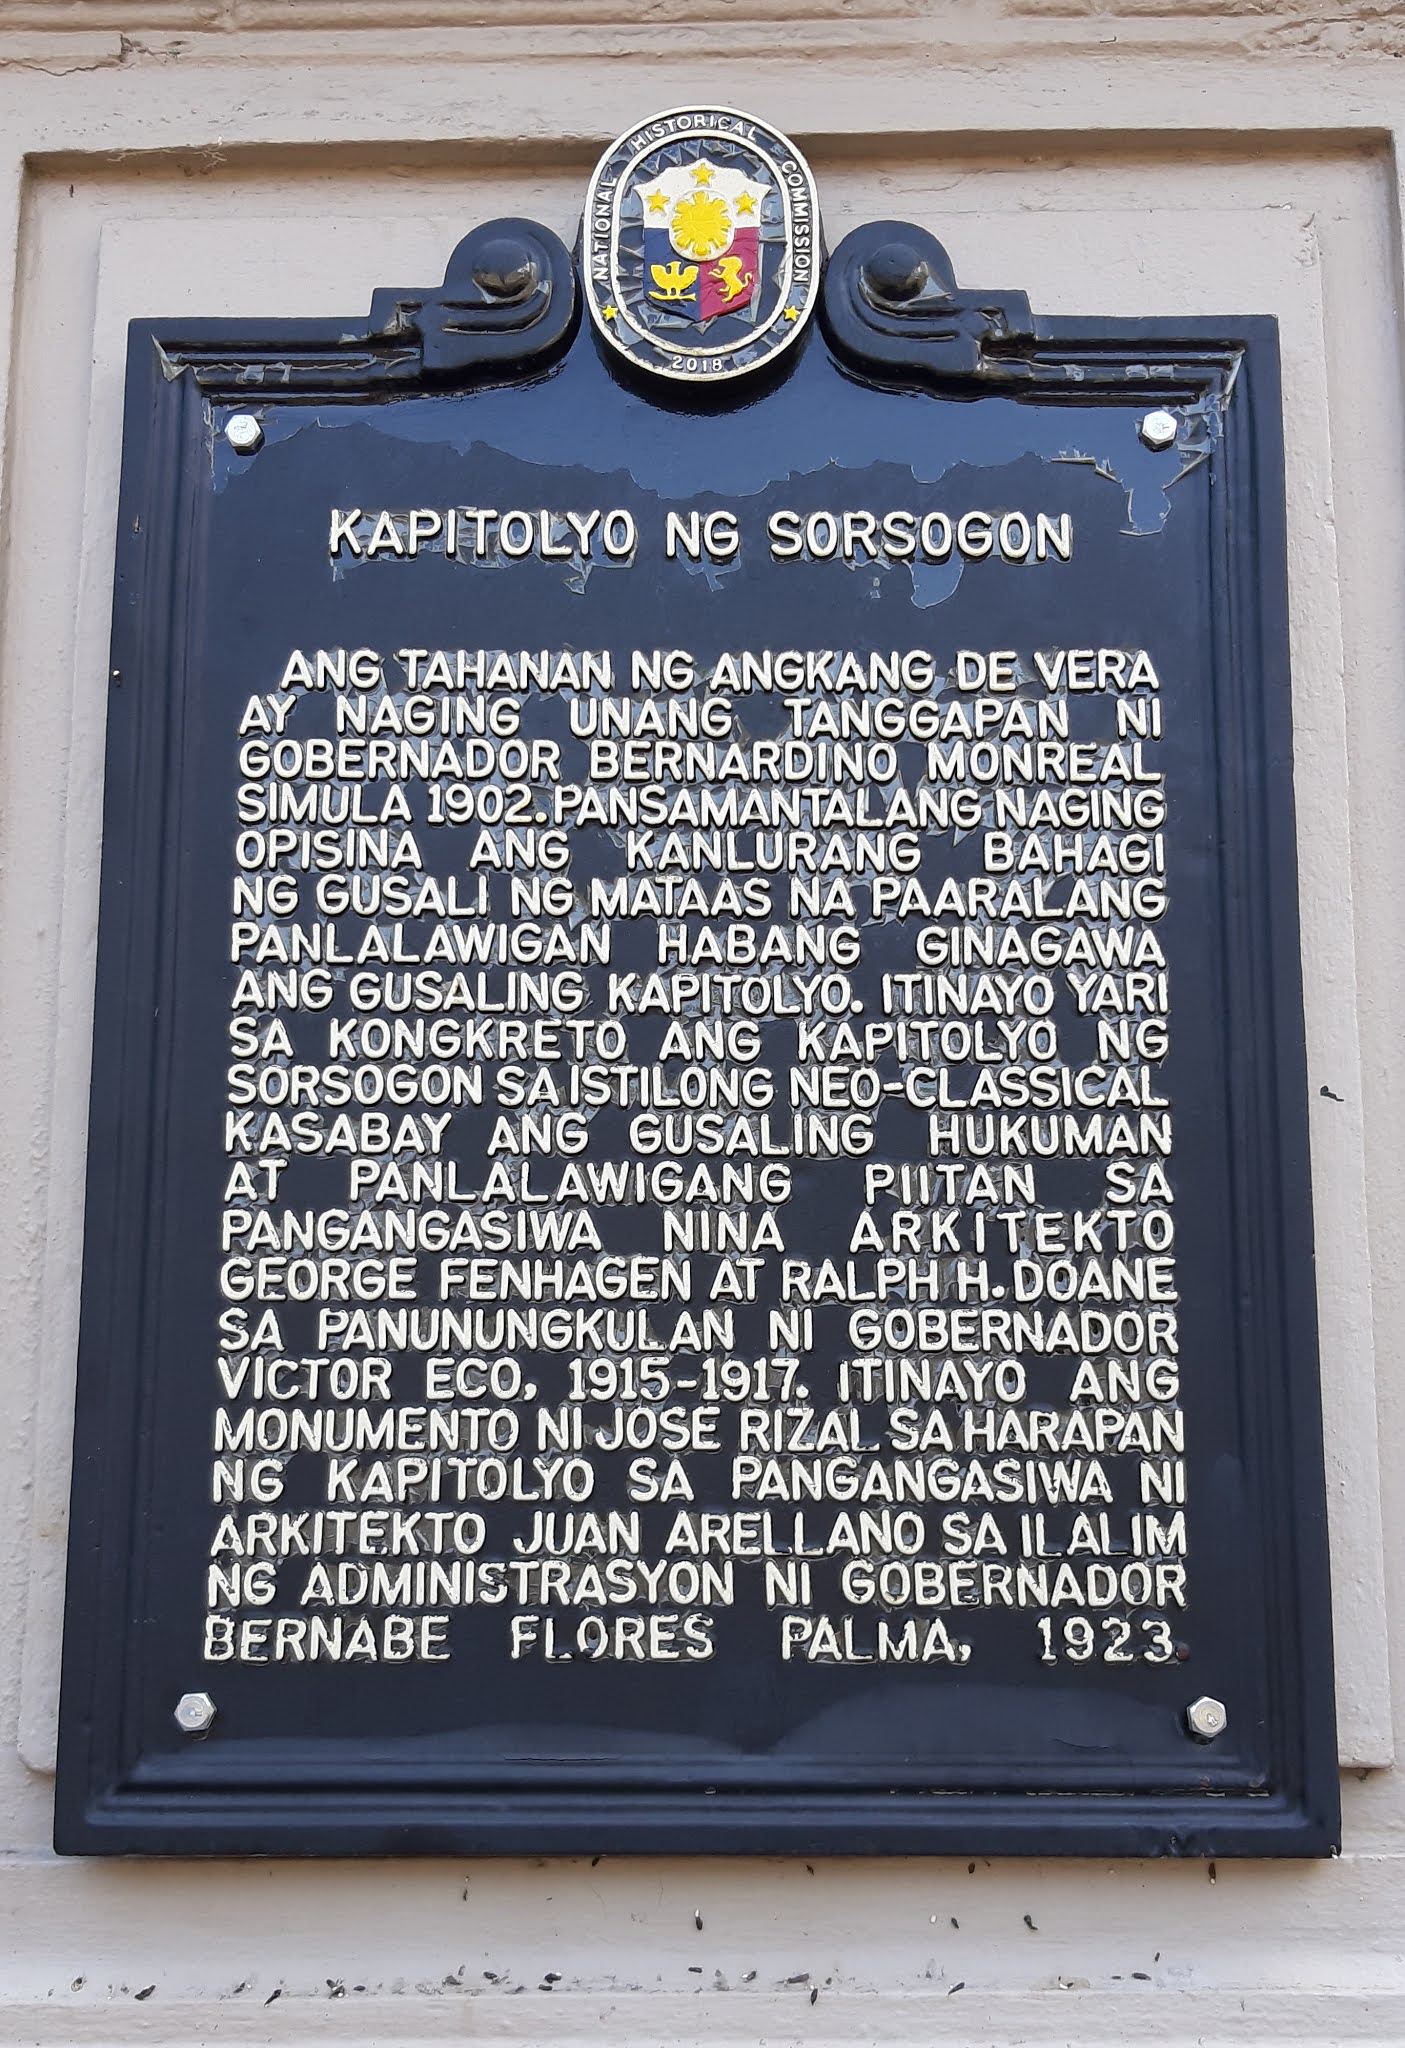 NATIONAL HISTORICAL COMMISSION
2018
KAPITOLYO NG SORSOGON
ANG TAHANAN NG ANGKANG DE VERA
AY NAGING UNANG TANGGAPAN NI
GOBERNADOR BERNARDINO MONREAL
SIMULA 1902. PANSAMANTALANG NAGING
OPISINA ANG KANLURANG BAHAGI
NG GUSALI NG MATAAS NA PAARALANG
PANLALAWIGAN HABANG GINAGAWA
ANG GUSALING KAPITOLYO. ITINAYO YARI
SA KONGKRETO ANG KAPITOLYO NG
SORSOGON SA ISTILONG NEO-CLASSICAL
KASABAY ANG GUSALING HUKUMAN
AT PANLALAWIGANG PIITAN SA
PANGANGASIWA NINA ARKITEKTO
GEORGE FENHAGEN AT RALPH H. DOANE
SA PANUNUNGKULAN NI GOBERNADOR
VICTOR ECO, 1915-1917. ITINAYO ANG
MONUMENTO NI JOSE RIZAL SA HARAPAN
NG KAPITOLYO SA PANGANGASIWA NI
ARKITEKTO JUAN ARELLANO SA ILALIM
NG ADMINISTRASYON NI GOBERNADOR
BERNABE FLORES PALMA, 1923.